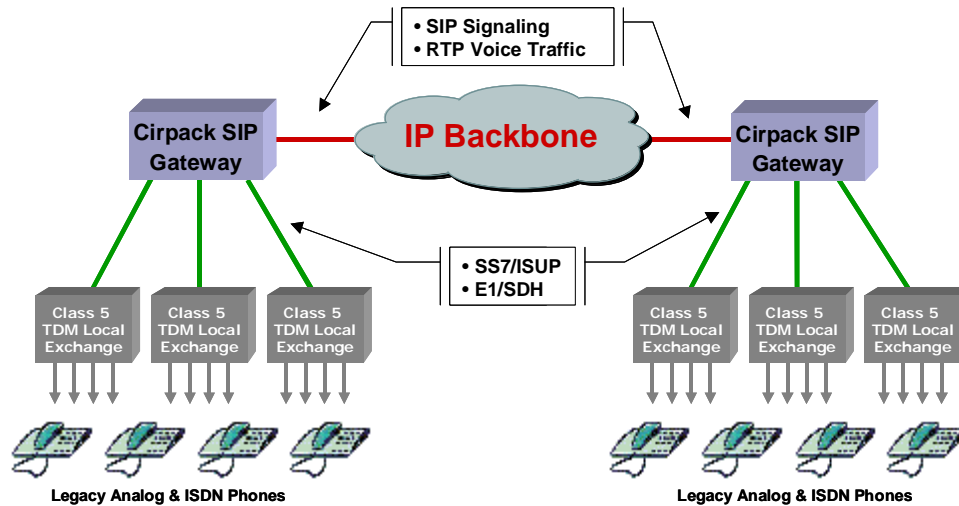 • SIP Signaling
• RTP Voice Traffic
Cirpack SIP
Gateway
IP Backbone
Cirpack SIP
Gateway
• SS7/ISUP
• E1/SDH
Class 5
TDM Local
Exchange
Class 5
TDM Local
Exchange
Class 5
TDM Local
Exchange
Class 5
TDM Local
Exchange
Class 5
TDM Local
Exchange
Class 5
TDM Local
Exchange
Legacy Analog & ISDN Phones
Legacy Analog & ISDN Phones